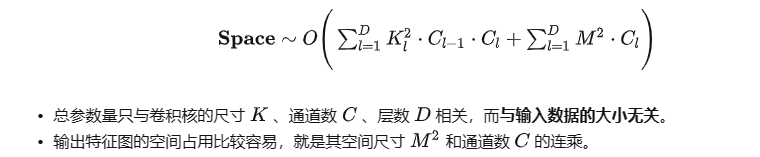 Space ~ O( ∑_{l=1}^{D} K_l^2 · C_{l-1} · C_l + ∑_{l=1}^{D} M^2 · C_l )
• 总参数量只与卷积核的尺寸 K 、通道数 C 、层数 D 相关，而与输入数据的大小无关。
• 输出特征图的空间占用比较容易，就是其空间尺寸 M^2 和通道数 C 的连乘。